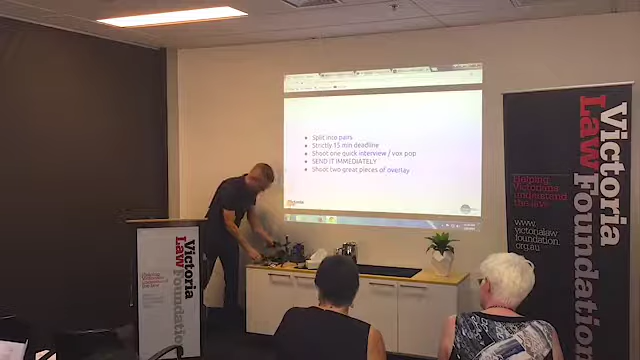 Split into pairs
Strictly 15 min deadline
Shoot one quick interview / vox pop
SEND IT IMMEDIATELY
Shoot two great pieces of overlay
Victoria
Law Foundation
Helping
Victorians
understand
the law
www.
victorialaw
foundation.
org.au
Victoria
Law Foundation